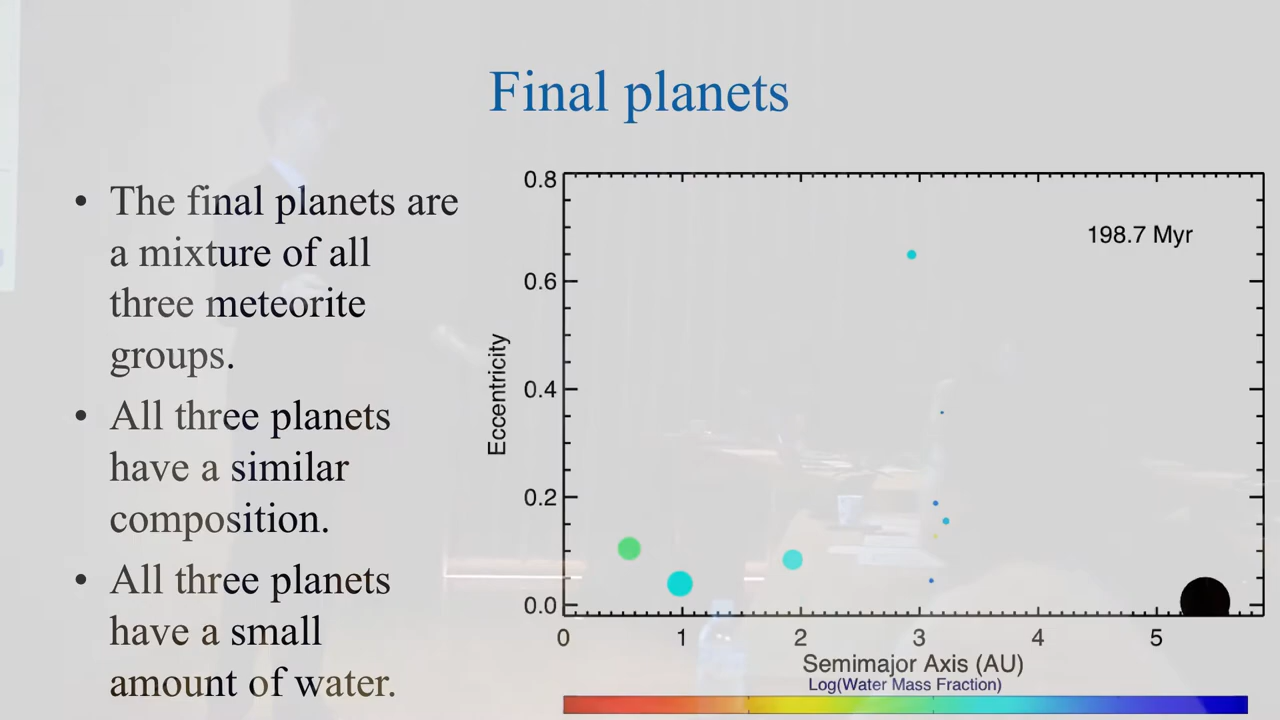 Final planets
• The final planets are
a mixture of all
three meteorite
groups.
• All three planets
have a similar
composition.
• All three planets
have a small
amount of water.
0.8
0.6
0.4
0.2
0.0
Eccentricity
198.7 Myr
0 1 2 3 4 5
Semimajor Axis (AU)
Log(Water Mass Fraction)